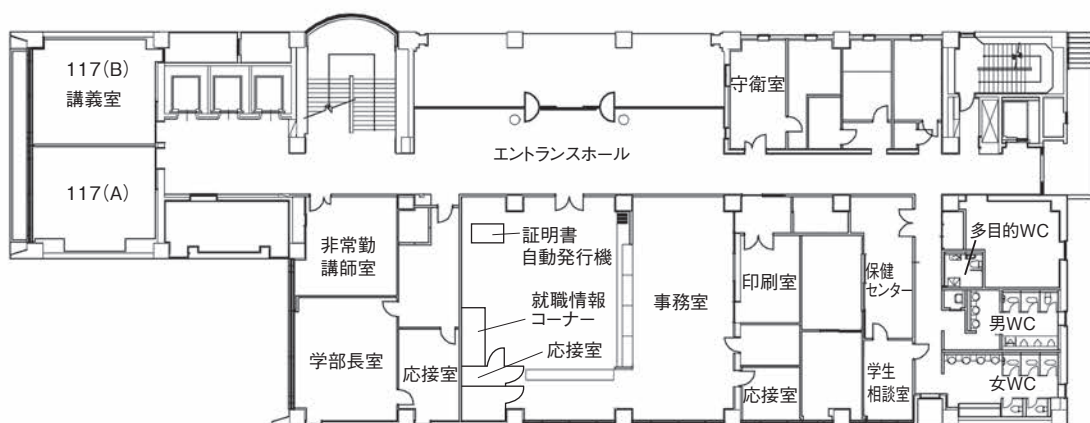 117(B)
講義室
117(A)
守衛室
エントランスホール
非常勤
講師室
証明書
自動発行機
就職情報
コーナー
応接室
学部長室
応接室
事務室
印刷室
応接室
保健
センター
学生
相談室
多目的WC
男WC
女WC